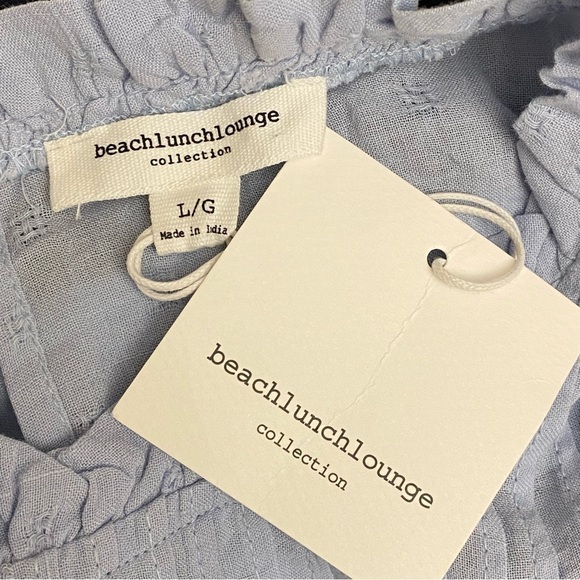 beachlunchlounge
collection
L/G
Made in India
beachlunchlounge
collection